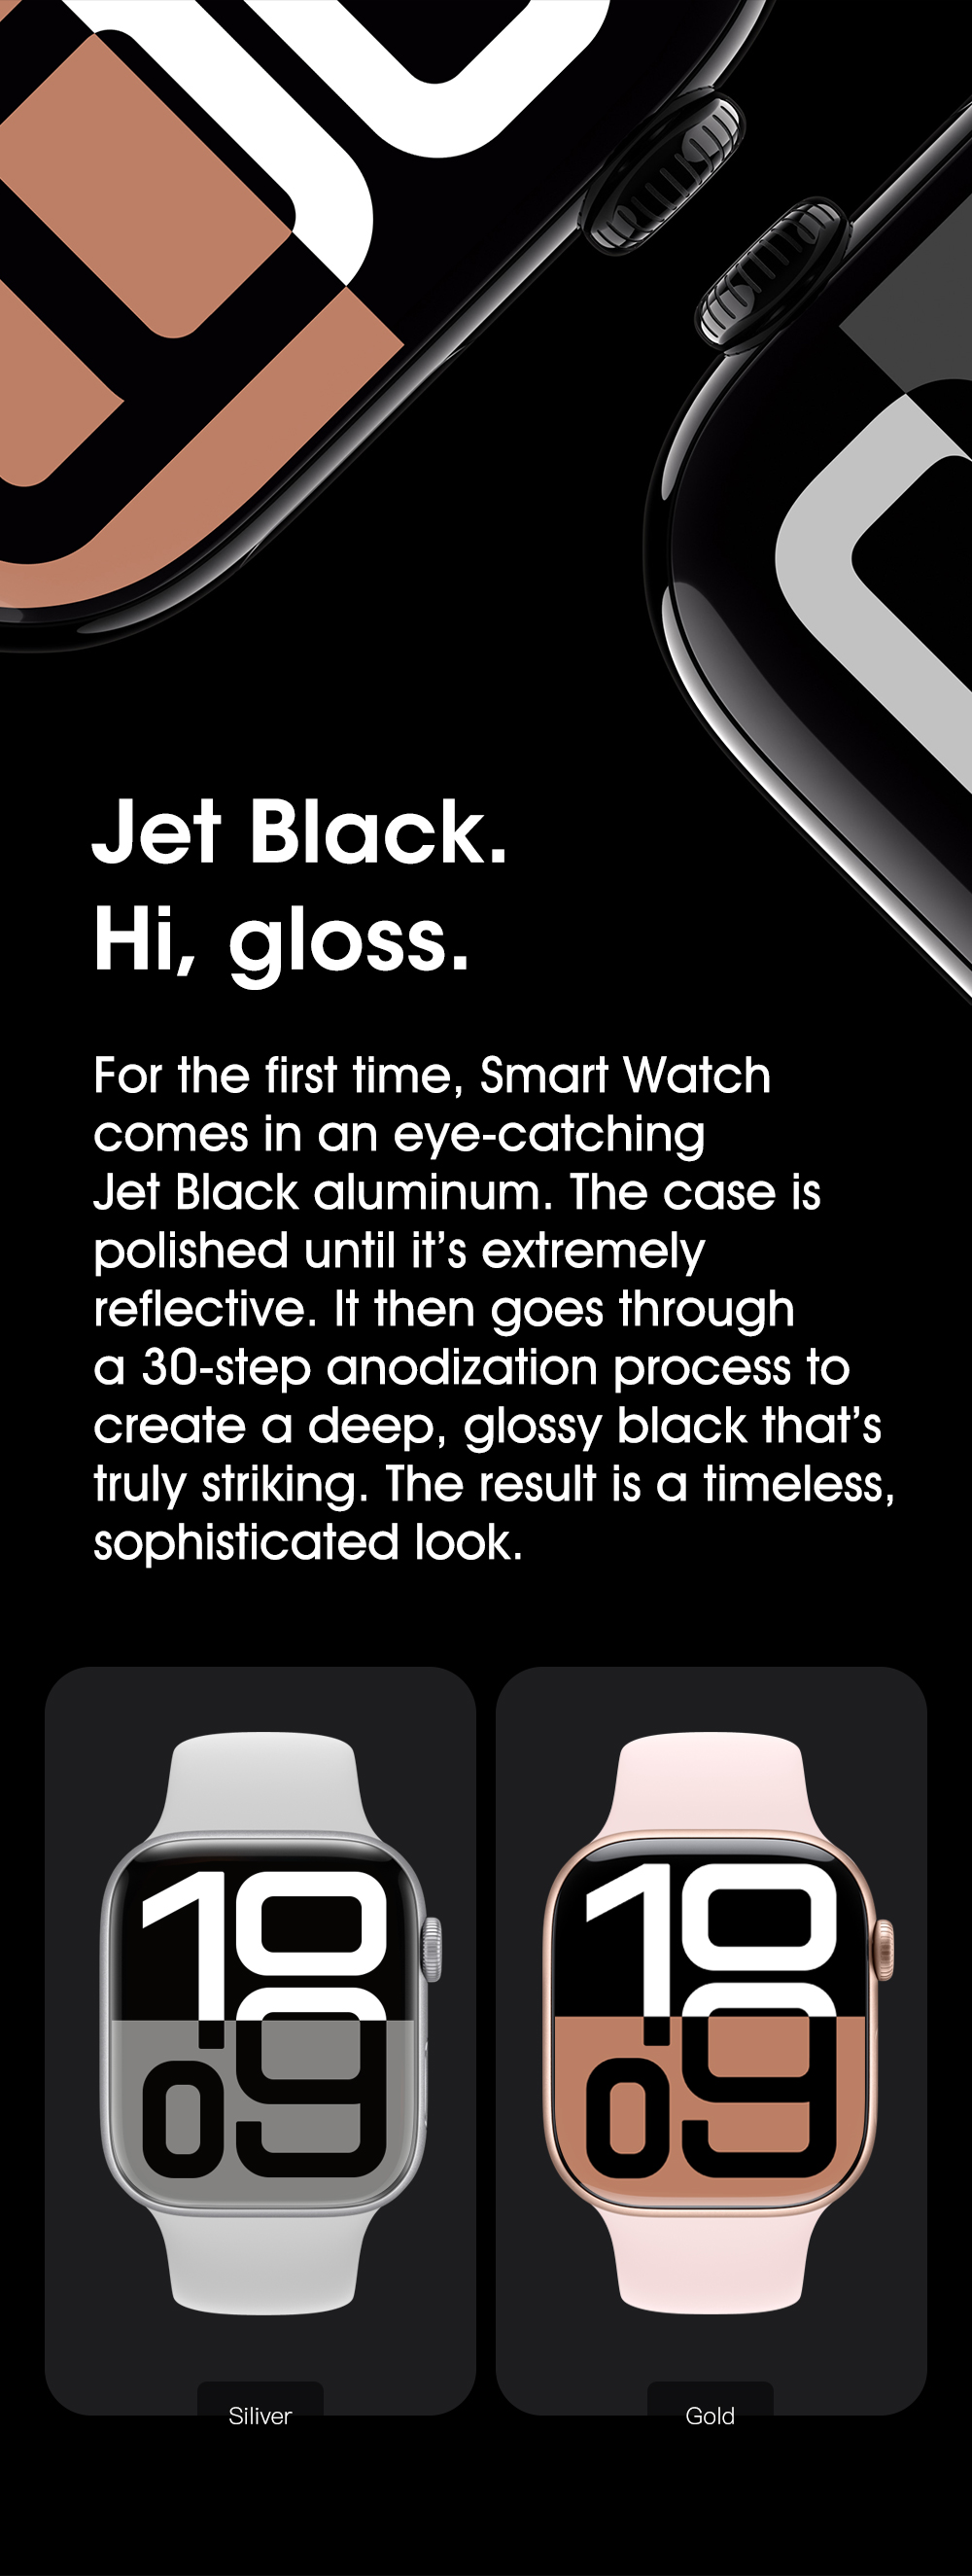 Jet Black.
Hi, gloss.
For the first time, Smart Watch
comes in an eye-catching
Jet Black aluminum. The case is
polished until it’s extremely
reflective. It then goes through
a 30-step anodization process to
create a deep, glossy black that’s
truly striking. The result is a timeless,
sophisticated look.
10
09
10
09
Siliver
Gold